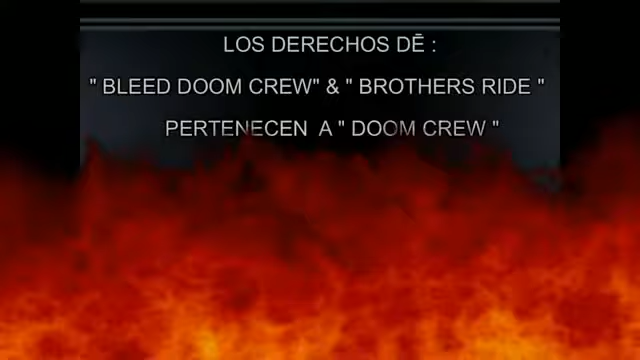 LOS DERECHOS DĒ :
" BLEED DOOM CREW" & " BROTHERS RIDE "
PERTENECEN A " DOOM CREW "